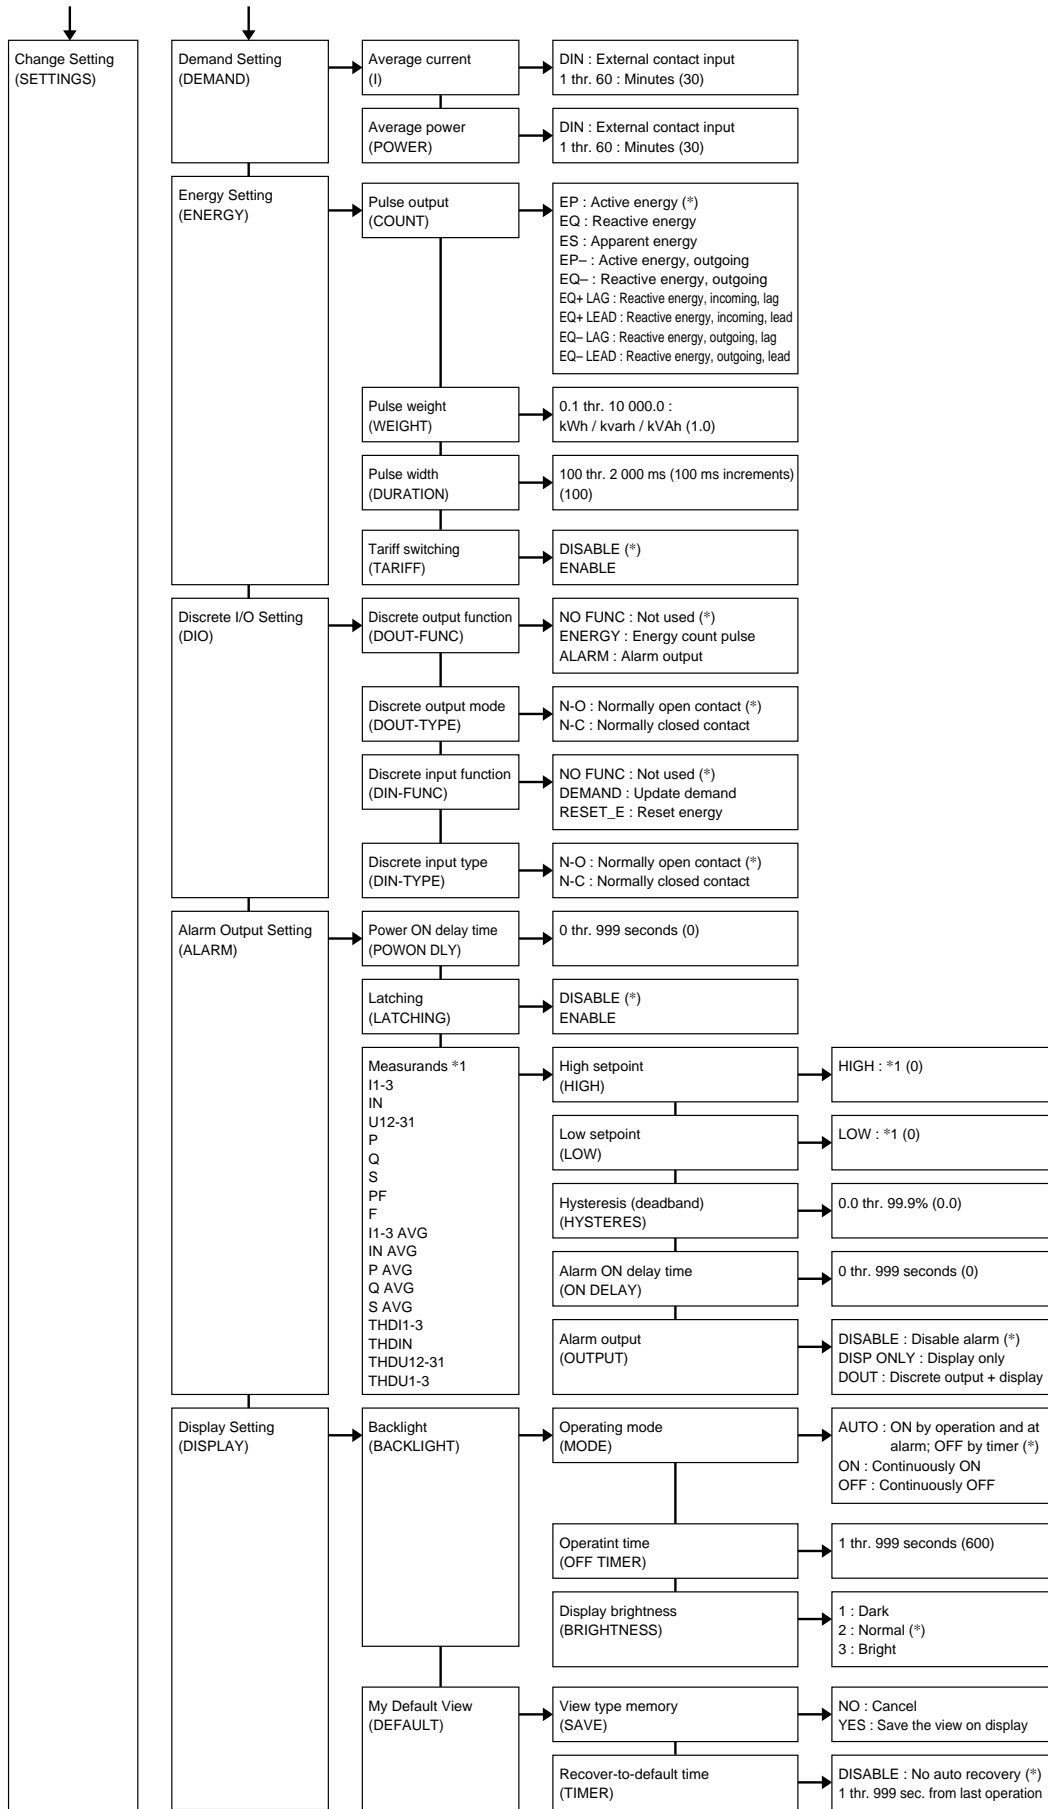 Change Setting
(SETTINGS)
Demand Setting
(DEMAND)
Average current
(I)
DIN : External contact input
1 thr. 60 : Minutes (30)
Average power
(POWER)
DIN : External contact input
1 thr. 60 : Minutes (30)
Energy Setting
(ENERGY)
Pulse output
(COUNT)
EP : Active energy (*)
EQ : Reactive energy
ES : Apparent energy
EP– : Active energy, outgoing
EQ– : Reactive energy, outgoing
EQ+ LAG : Reactive energy, incoming, lag
EQ+ LEAD : Reactive energy, incoming, lead
EQ– LAG : Reactive energy, outgoing, lag
EQ– LEAD : Reactive energy, outgoing, lead
Pulse weight
(WEIGHT)
0.1 thr. 10 000.0 :
kWh / kvarh / kVAh (1.0)
Pulse width
(DURATION)
100 thr. 2 000 ms (100 ms increments)
(100)
Tariff switching
(TARIFF)
DISABLE (*)
ENABLE
Discrete I/O Setting
(DIO)
Discrete output function
(DOUT-FUNC)
NO FUNC : Not used (*)
ENERGY : Energy count pulse
ALARM : Alarm output
Discrete output mode
(DOUT-TYPE)
N-O : Normally open contact (*)
N-C : Normally closed contact
Discrete input function
(DIN-FUNC)
NO FUNC : Not used (*)
DEMAND : Update demand
RESET_E : Reset energy
Discrete input type
(DIN-TYPE)
N-O : Normally open contact (*)
N-C : Normally closed contact
Alarm Output Setting
(ALARM)
Power ON delay time
(POWON DLY)
0 thr. 999 seconds (0)
Latching
(LATCHING)
DISABLE (*)
ENABLE
Measurands *1
I1-3
IN
U12-31
P
Q
S
PF
F
I1-3 AVG
IN AVG
P AVG
Q AVG
S AVG
THDI1-3
THDIN
THDU12-31
THDU1-3
High setpoint
(HIGH)
HIGH : *1 (0)
Low setpoint
(LOW)
LOW : *1 (0)
Hysteresis (deadband)
(HYSTERES)
0.0 thr. 99.9% (0.0)
Alarm ON delay time
(ON DELAY)
0 thr. 999 seconds (0)
Alarm output
(OUTPUT)
DISABLE : Disable alarm (*)
DISP ONLY : Display only
DOUT : Discrete output + display
Display Setting
(DISPLAY)
Backlight
(BACKLIGHT)
Operating mode
(MODE)
AUTO : ON by operation and at
alarm; OFF by timer (*)
ON : Continuously ON
OFF : Continuously OFF
Operatint time
(OFF TIMER)
1 thr. 999 seconds (600)
Display brightness
(BRIGHTNESS)
1 : Dark
2 : Normal (*)
3 : Bright
My Default View
(DEFAULT)
View type memory
(SAVE)
NO : Cancel
YES : Save the view on display
Recover-to-default time
(TIMER)
DISABLE : No auto recovery (*)
1 thr. 999 sec. from last operation